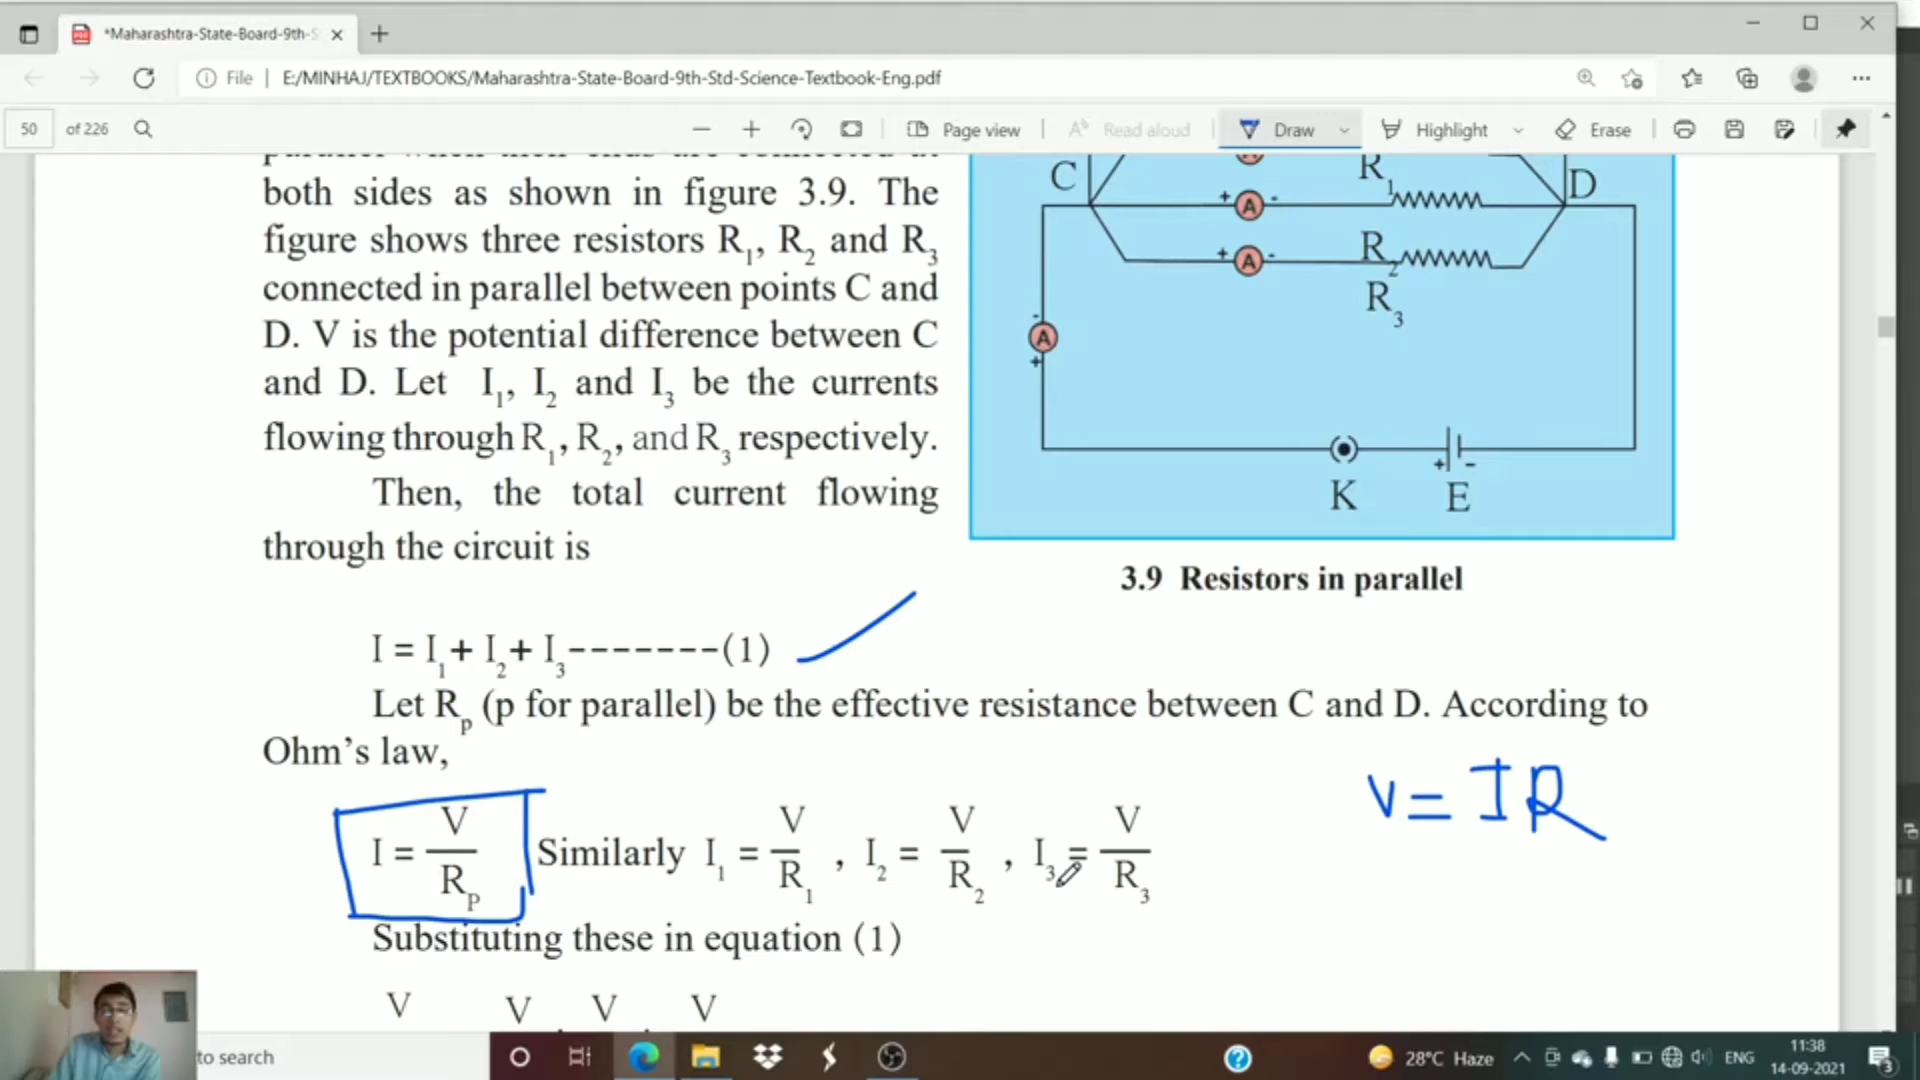 *Maharashtra-State-Board-9th-S
File | E:/MINHAJ/TEXTBOOKS/Maharashtra-State-Board-9th-Std-Science-Textbook-Eng.pdf
50 of 226 Page view Read aloud Draw Highlight Erase
both sides as shown in figure 3.9. The
figure shows three resistors R1, R2 and R3
connected in parallel between points C and
D. V is the potential difference between C
and D. Let I1, I2 and I3 be the currents
flowing through R1, R2, and R3 respectively.
Then, the total current flowing
through the circuit is
C R1 D
+ A -
+ A - R2
R3
- A +
+ -
K E
3.9 Resistors in parallel
I = I1 + I2 + I3 -------(1)
Let Rp (p for parallel) be the effective resistance between C and D. According to
Ohm's law,
V = IR
I = V/RP Similarly I1 = V/R1 , I2 = V/R2 , I3 = V/R3
Substituting these in equation (1)
V V V V
to search
28°C Haze ENG 11:38
14-09-2021
3